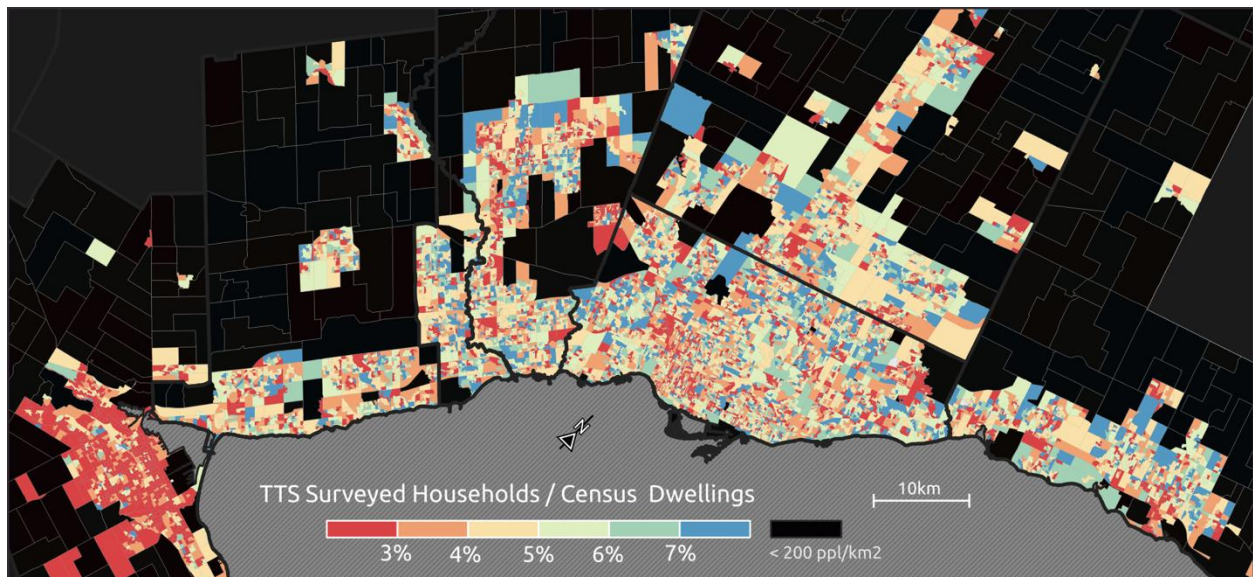 N
TTS Surveyed Households / Census Dwellings
10km
3% 4% 5% 6% 7%
< 200 ppl/km2